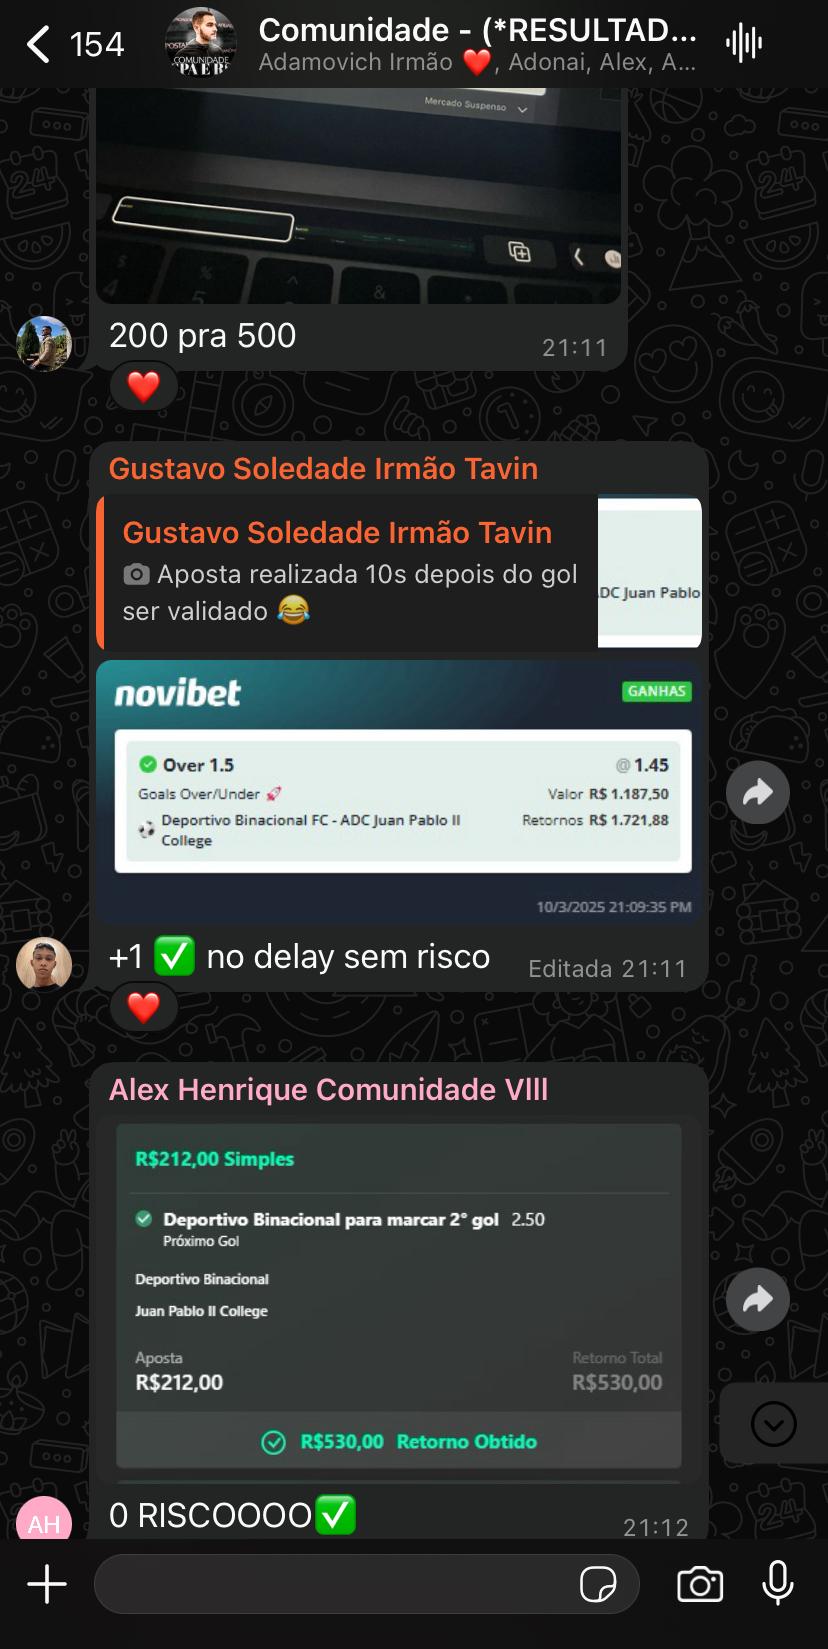 154
Comunidade - (*RESULTAD...
Adamovich Irmão ❤️, Adonai, Alex, A...
COMUNIDADE
Mercado Suspenso
200 pra 500
21:11
❤️
Gustavo Soledade Irmão Tavin
Gustavo Soledade Irmão Tavin
📷 Aposta realizada 10s depois do gol
ser validado 😂
DC Juan Pablo
novibet
GANHAS
Over 1.5 @1.45
Goals Over/Under 🚀 Valor R$ 1.187,50
Deportivo Binacional FC - ADC Juan Pablo II Retornos R$ 1.721,88
College
10/3/2025 21:09:35 PM
+1 ✅ no delay sem risco
Editada 21:11
❤️
Alex Henrique Comunidade VlIl
R$212,00 Simples
Deportivo Binacional para marcar 2° gol 2.50
Próximo Gol
Deportivo Binacional
Juan Pablo II College
Aposta Retorno Total
R$212,00 R$530,00
R$530,00 Retorno Obtido
AH
0 RISCOOOO✅
21:12